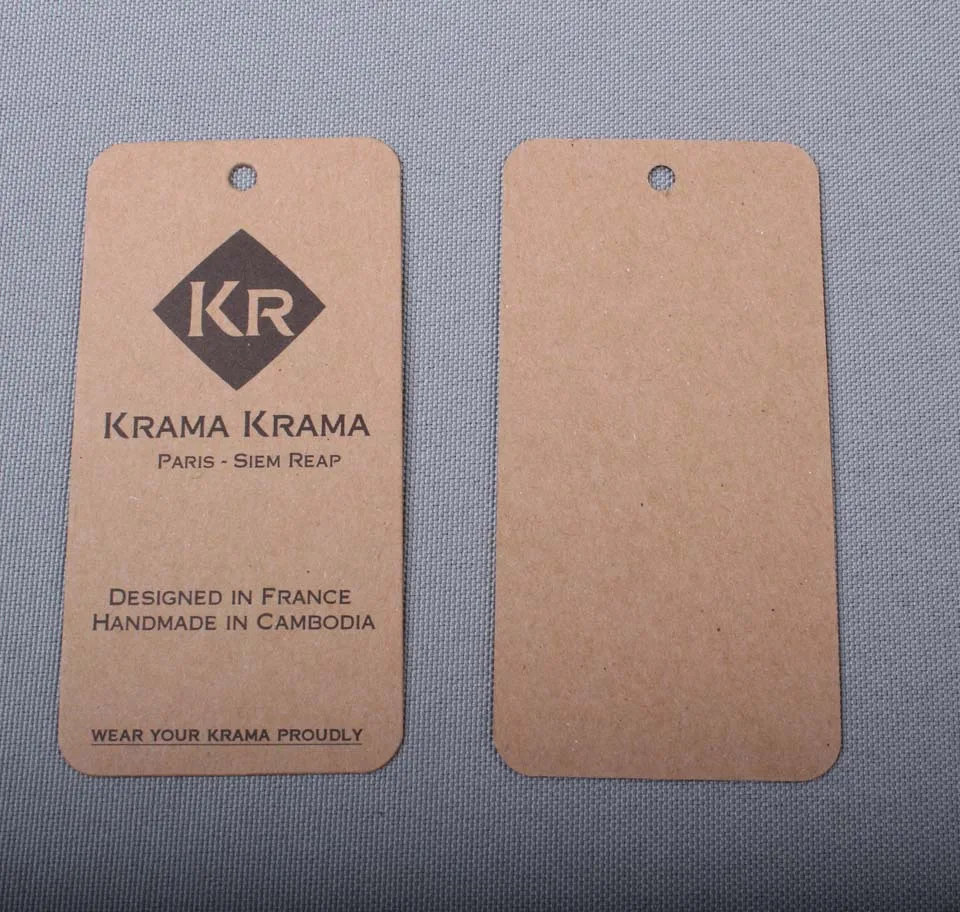 KR
KRAMA KRAMA
PARIS - SIEM REAP
DESIGNED IN FRANCE
HANDMADE IN CAMBODIA
WEAR YOUR KRAMA PROUDLY